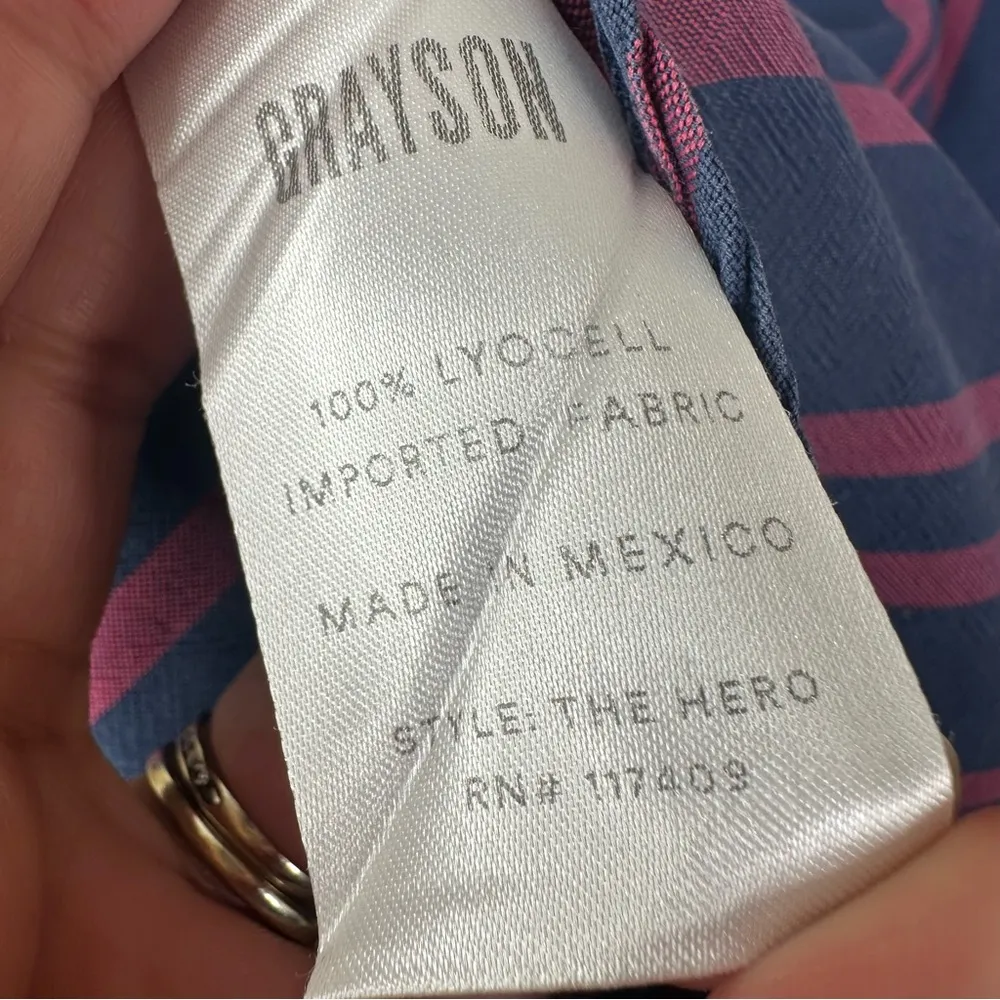 GRAYSON
100% LYOCELL
IMPORTED FABRIC
MADE IN MEXICO
STYLE: THE HERO
RN# 117409